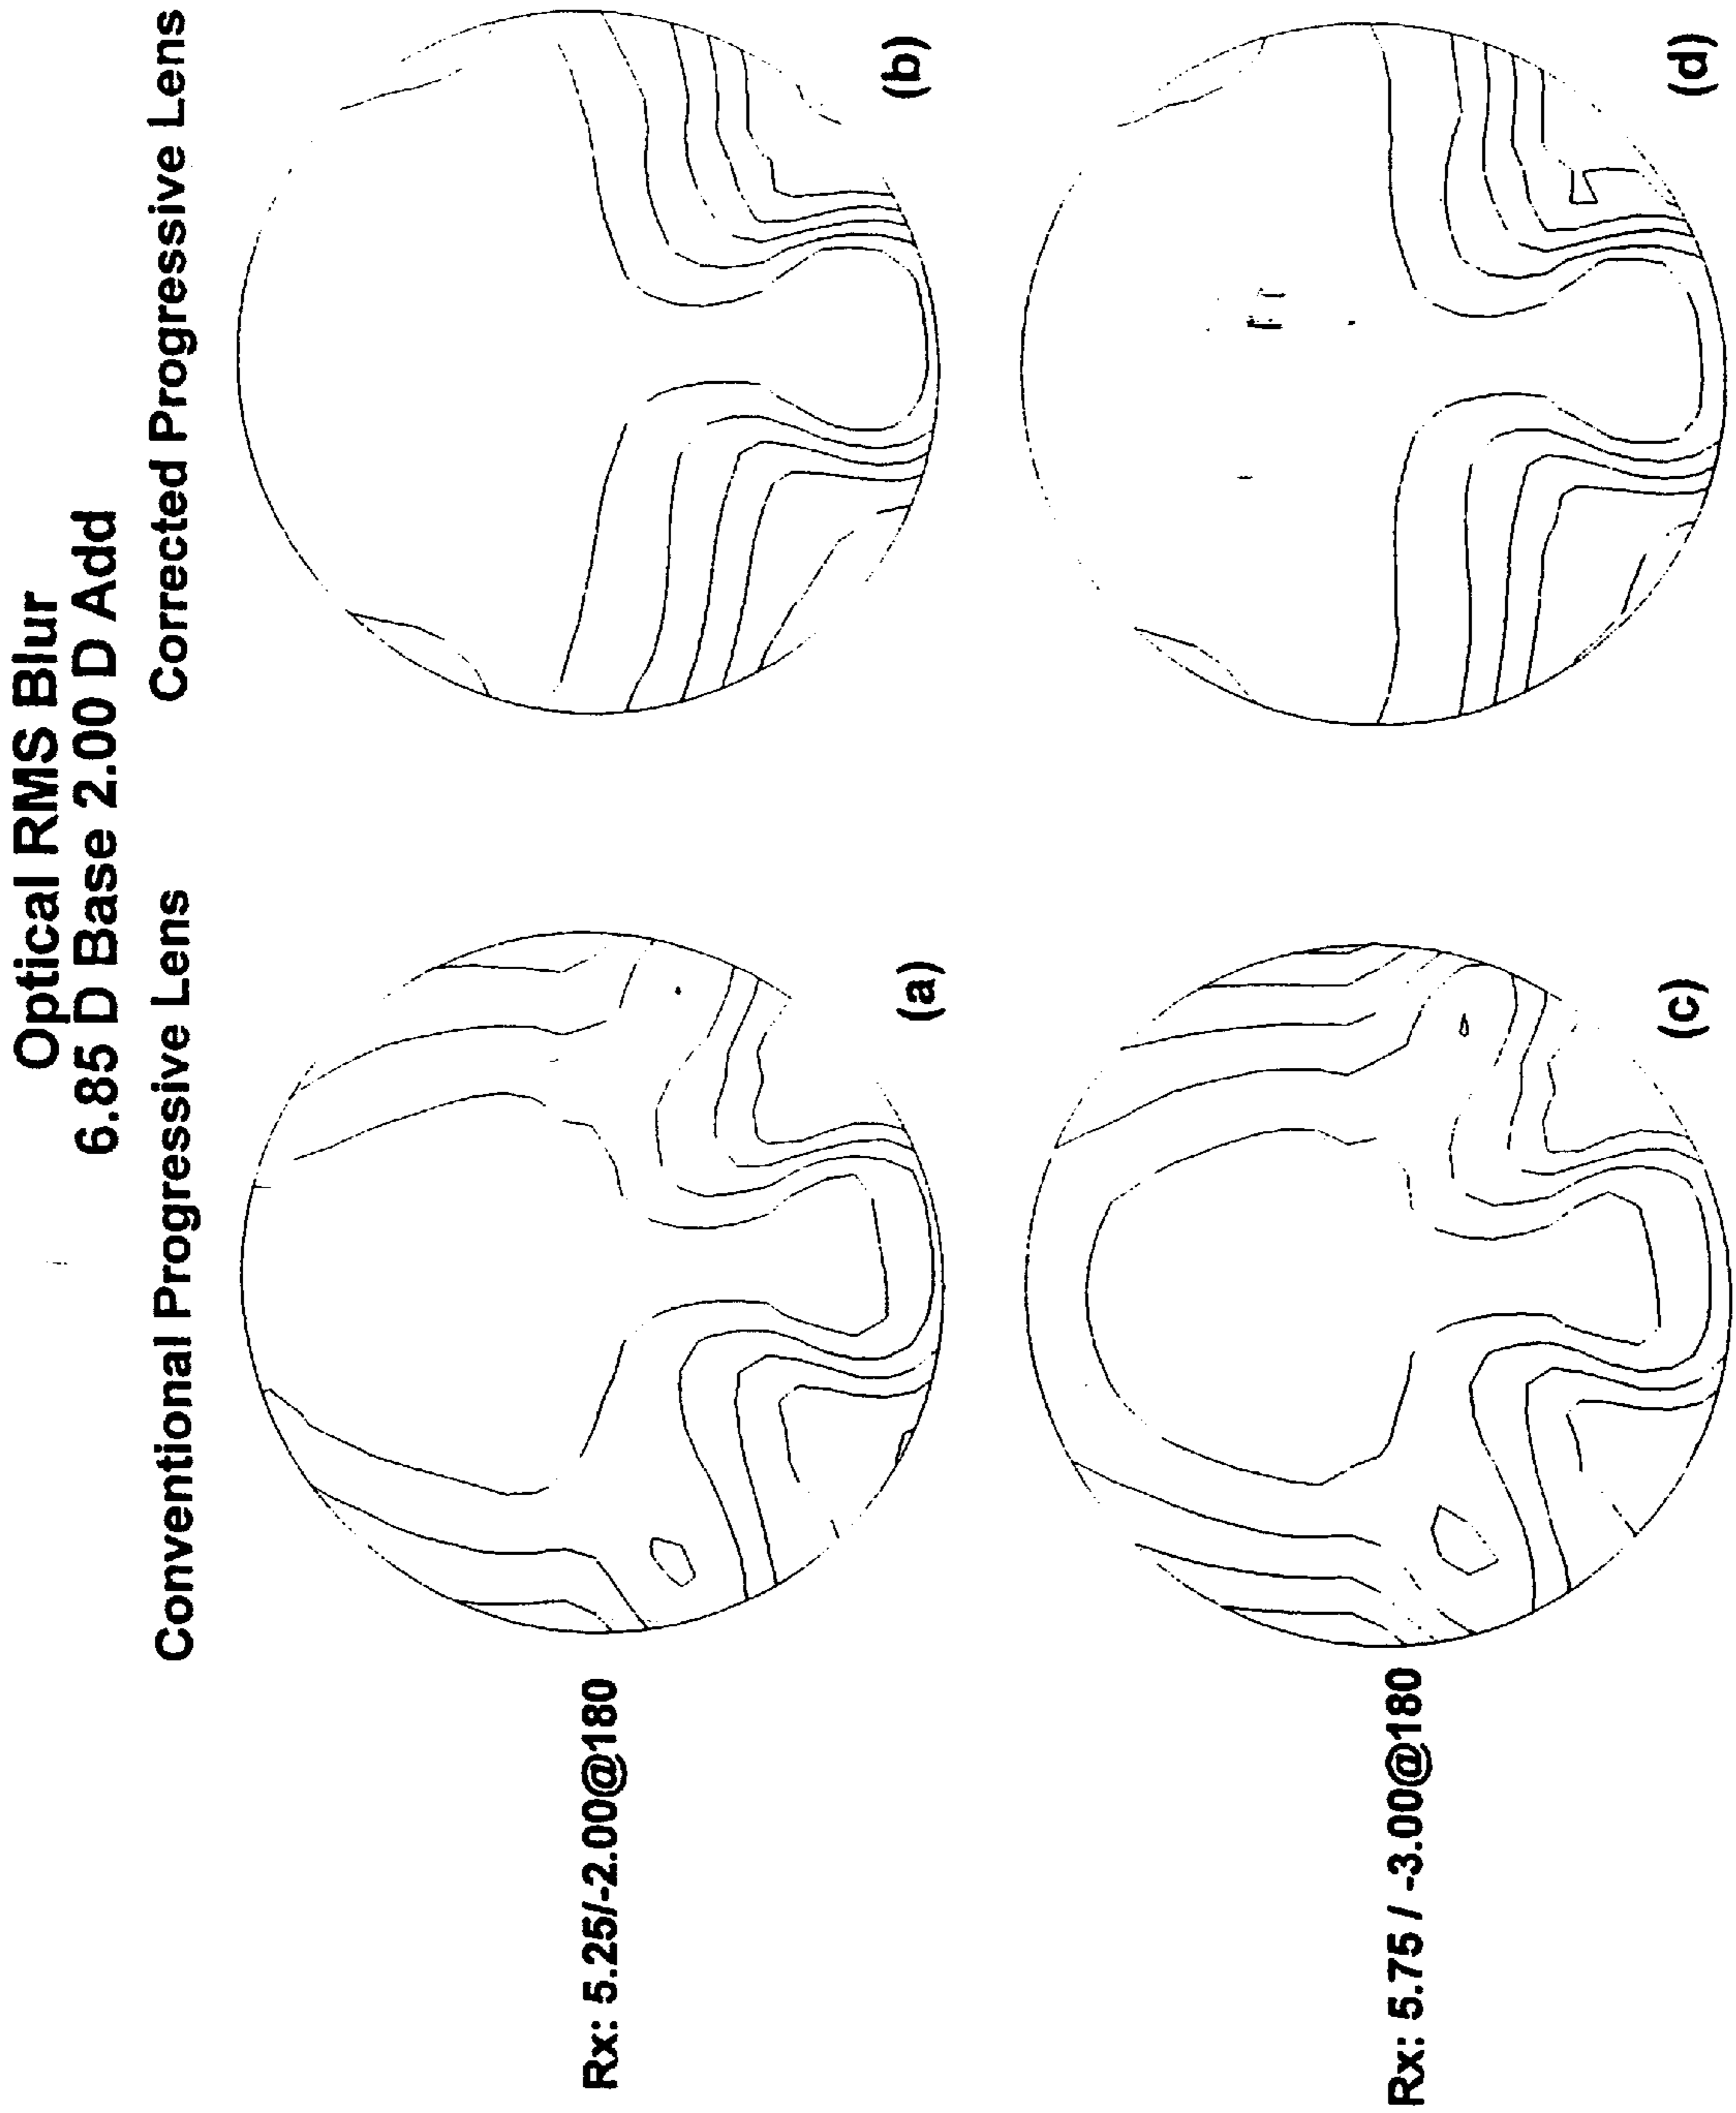 Optical RMS Blur
6.85 D Base 2.00 D Add
Conventional Progressive Lens
Corrected Progressive Lens
Rx: 5.25/-2.00@180
(a)
(b)
Rx: 5.75 / -3.00@180
(c)
(d)